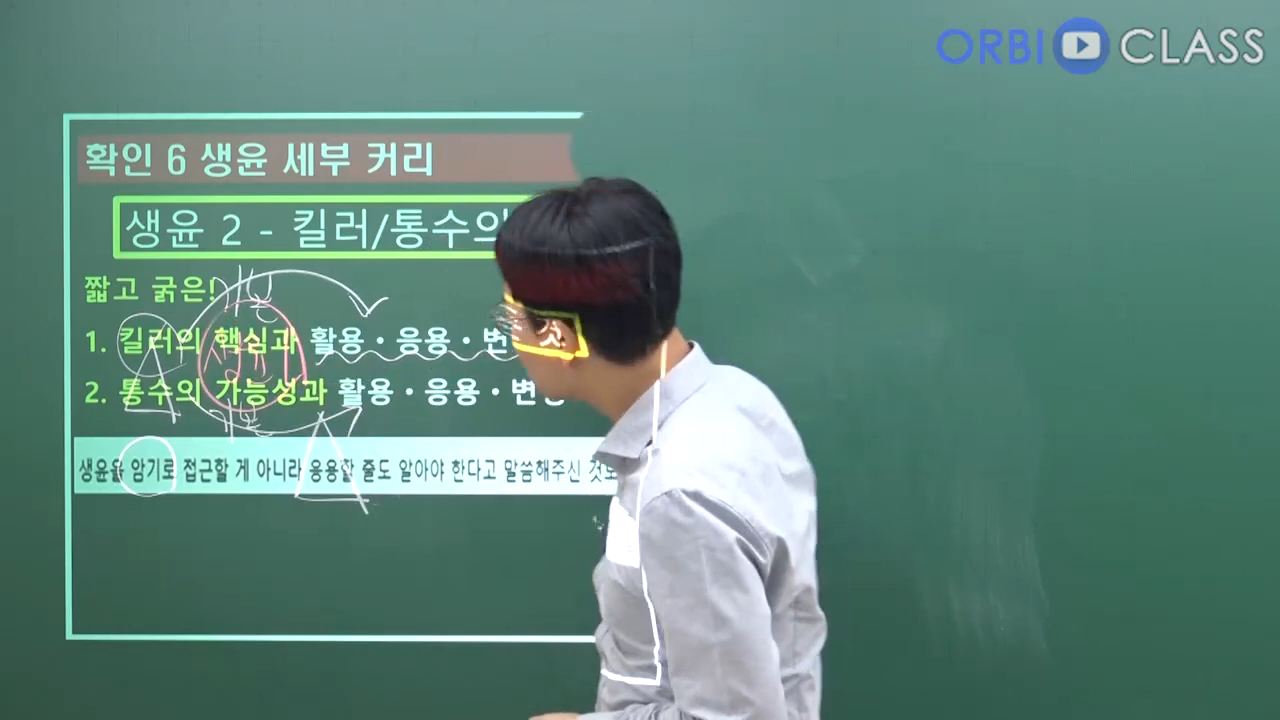 ORBI CLASS
확인 6 생윤 세부 커리
생윤 2 - 킬러/통수의
짧고 굵은!
1. 킬러의 핵심과 활용·응용·변
2. 통수의 가능성과 활용·응용·변형
생윤을 암기로 접근할 게 아니라 응용할 줄도 알아야 한다고 말씀해주신 것도